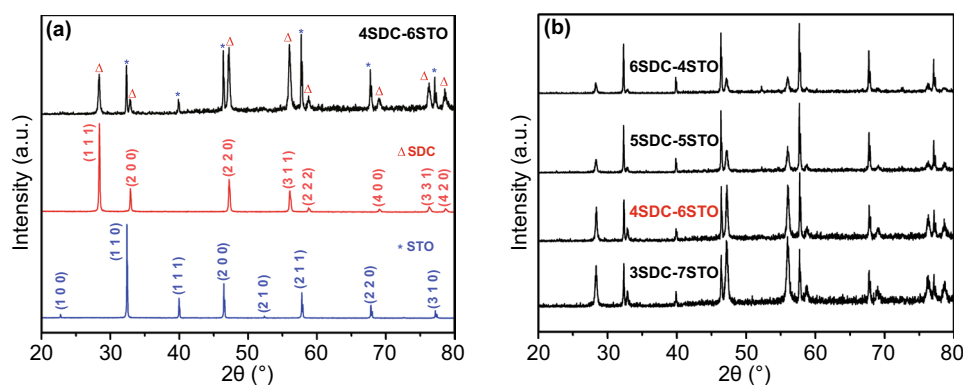 (a)
4SDC-6STO
* Δ * Δ Δ * Δ * Δ Δ * Δ
Δ SDC
(1 1 1)
(2 0 0)
(2 2 0)
(3 1 1)
(2 2 2)
(4 0 0)
(3 3 1)
(4 2 0)
* STO
(1 0 0)
(1 1 0)
(1 1 1)
(2 0 0)
(2 1 0)
(2 1 1)
(2 2 0)
(3 1 0)
Intensity (a.u.)
20 30 40 50 60 70 80
2θ (°)
(b)
6SDC-4STO
5SDC-5STO
4SDC-6STO
3SDC-7STO
Intensity (a.u.)
20 30 40 50 60 70 80
2θ (°)